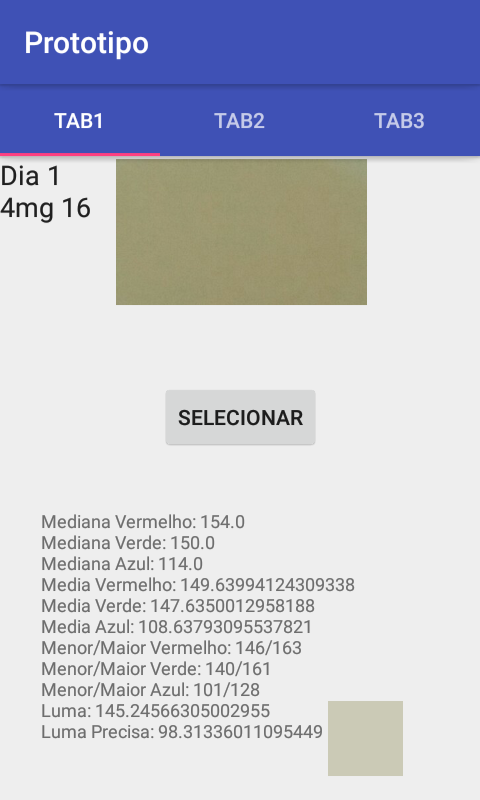 Prototipo
TAB1 TAB2 TAB3
Dia 1
4mg 16
SELECIONAR
Mediana Vermelho: 154.0
Mediana Verde: 150.0
Mediana Azul: 114.0
Media Vermelho: 149.63994124309338
Media Verde: 147.6350012958188
Media Azul: 108.63793095537821
Menor/Maior Vermelho: 146/163
Menor/Maior Verde: 140/161
Menor/Maior Azul: 101/128
Luma: 145.24566305002955
Luma Precisa: 98.31336011095449